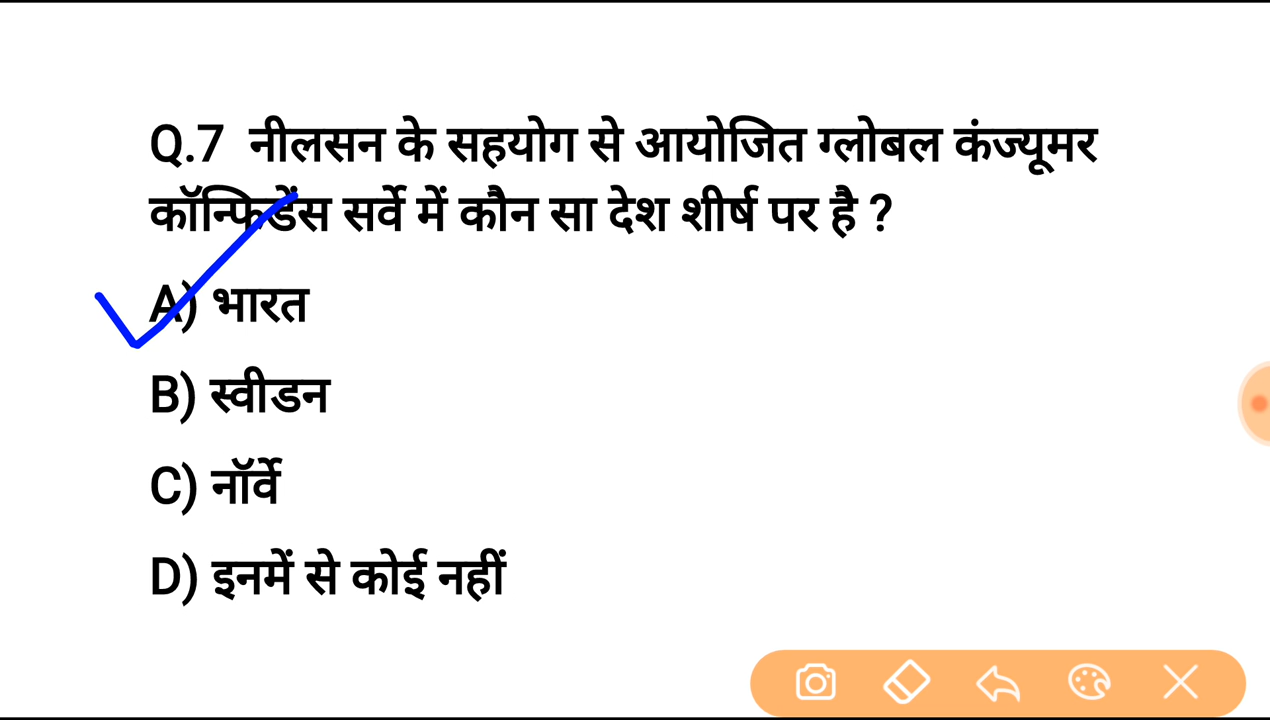 Q.7 नीलसन के सहयोग से आयोजित ग्लोबल कंज्यूमर
कॉन्फिडेंस सर्वे में कौन सा देश शीर्ष पर है ?
A) भारत
B) स्वीडन
C) नॉर्वे
D) इनमें से कोई नहीं